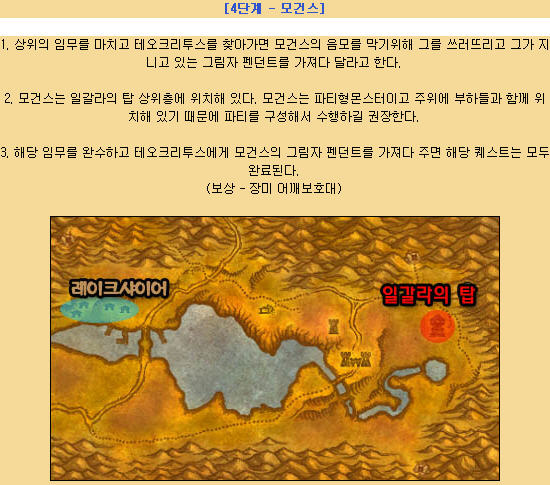 [4단계 - 모건스]
1. 상위의 임무를 마치고 테오크리투스를 찾아가면 모건스의 음모를 막기위해 그를 쓰러뜨리고 그가 지
니고 있는 그림자 펜던트를 가져다 달라고 한다.
2. 모건스는 일갈라의 탑 상위층에 위치해 있다. 모건스는 파티형몬스터이고 주위에 부하들과 함께 위
치해 있기 때문에 파티를 구성해서 수행하길 권장한다.
3. 해당 임무를 완수하고 테오크리투스에게 모건스의 그림자 펜던트를 가져다 주면 해당 퀘스트는 모두
완료된다.
(보상 - 장미 어깨보호대)
레이크샤이어
일갈라의 탑